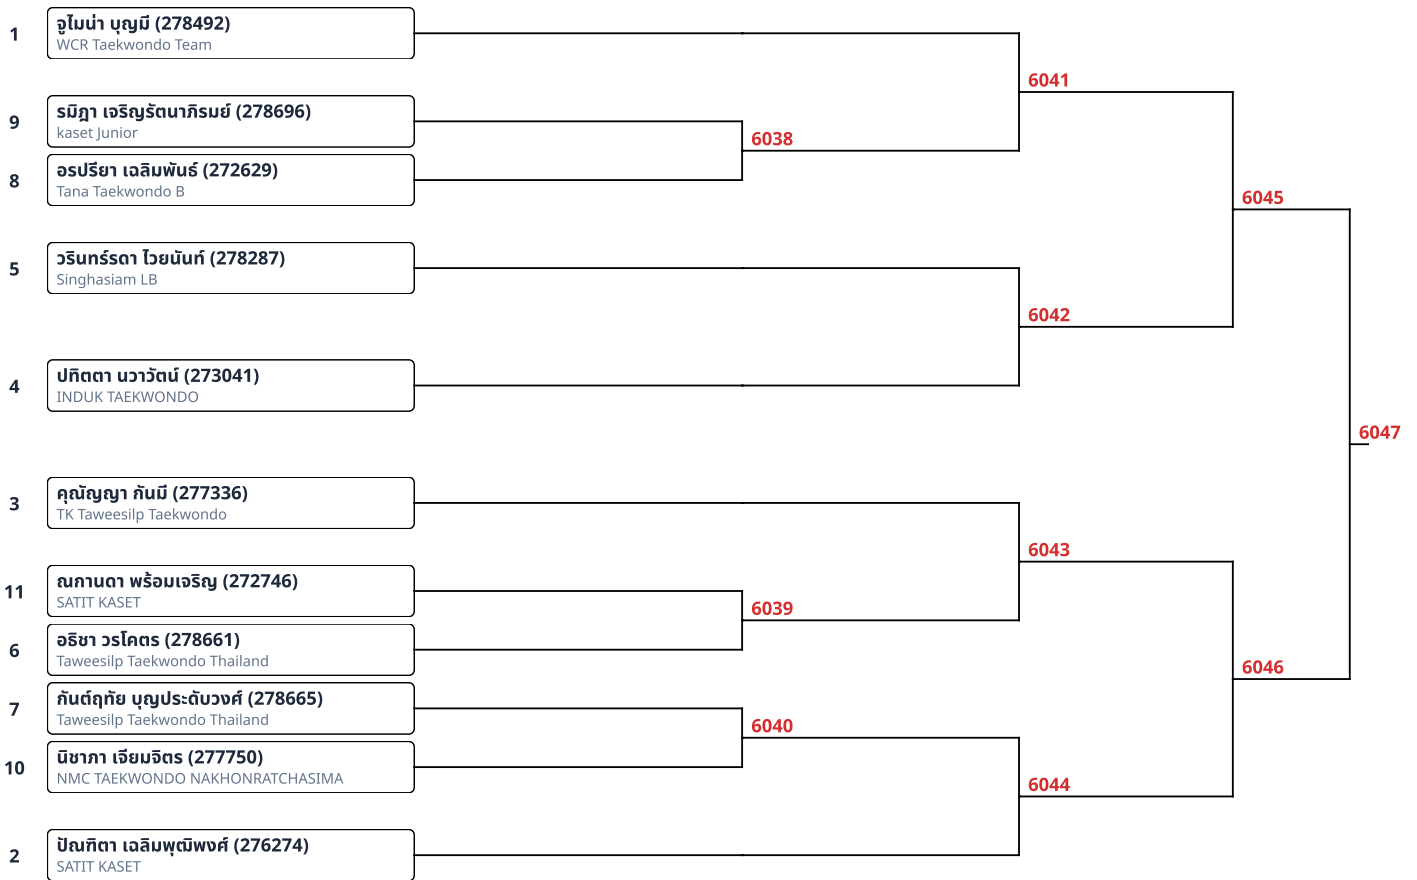 1
จูไมน่า บุญมี (278492)
WCR Taekwondo Team
6041
9
รมิฎา เจริญรัตนาภิรมย์ (278696)
kaset Junior
6038
8
อรปรียา เฉลิมพันธ์ (272629)
Tana Taekwondo B
6045
5
วรินทร์รดา ไวยนันท์ (278287)
Singhasiam LB
6042
4
ปทิตตา นวาวัตน์ (273041)
INDUK TAEKWONDO
6047
3
คุณัญญา กันมี (277336)
TK Taweesilp Taekwondo
6043
11
ณกานดา พร้อมเจริญ (272746)
SATIT KASET
6039
6
อธิชา วรโคตร (278661)
Taweesilp Taekwondo Thailand
6046
7
กันต์ฤทัย บุญประดับวงศ์ (278665)
Taweesilp Taekwondo Thailand
6040
10
นิชาภา เจียมจิตร (277750)
NMC TAEKWONDO NAKHONRATCHASIMA
6044
2
ปัณฑิตา เฉลิมพุฒิพงศ์ (276274)
SATIT KASET